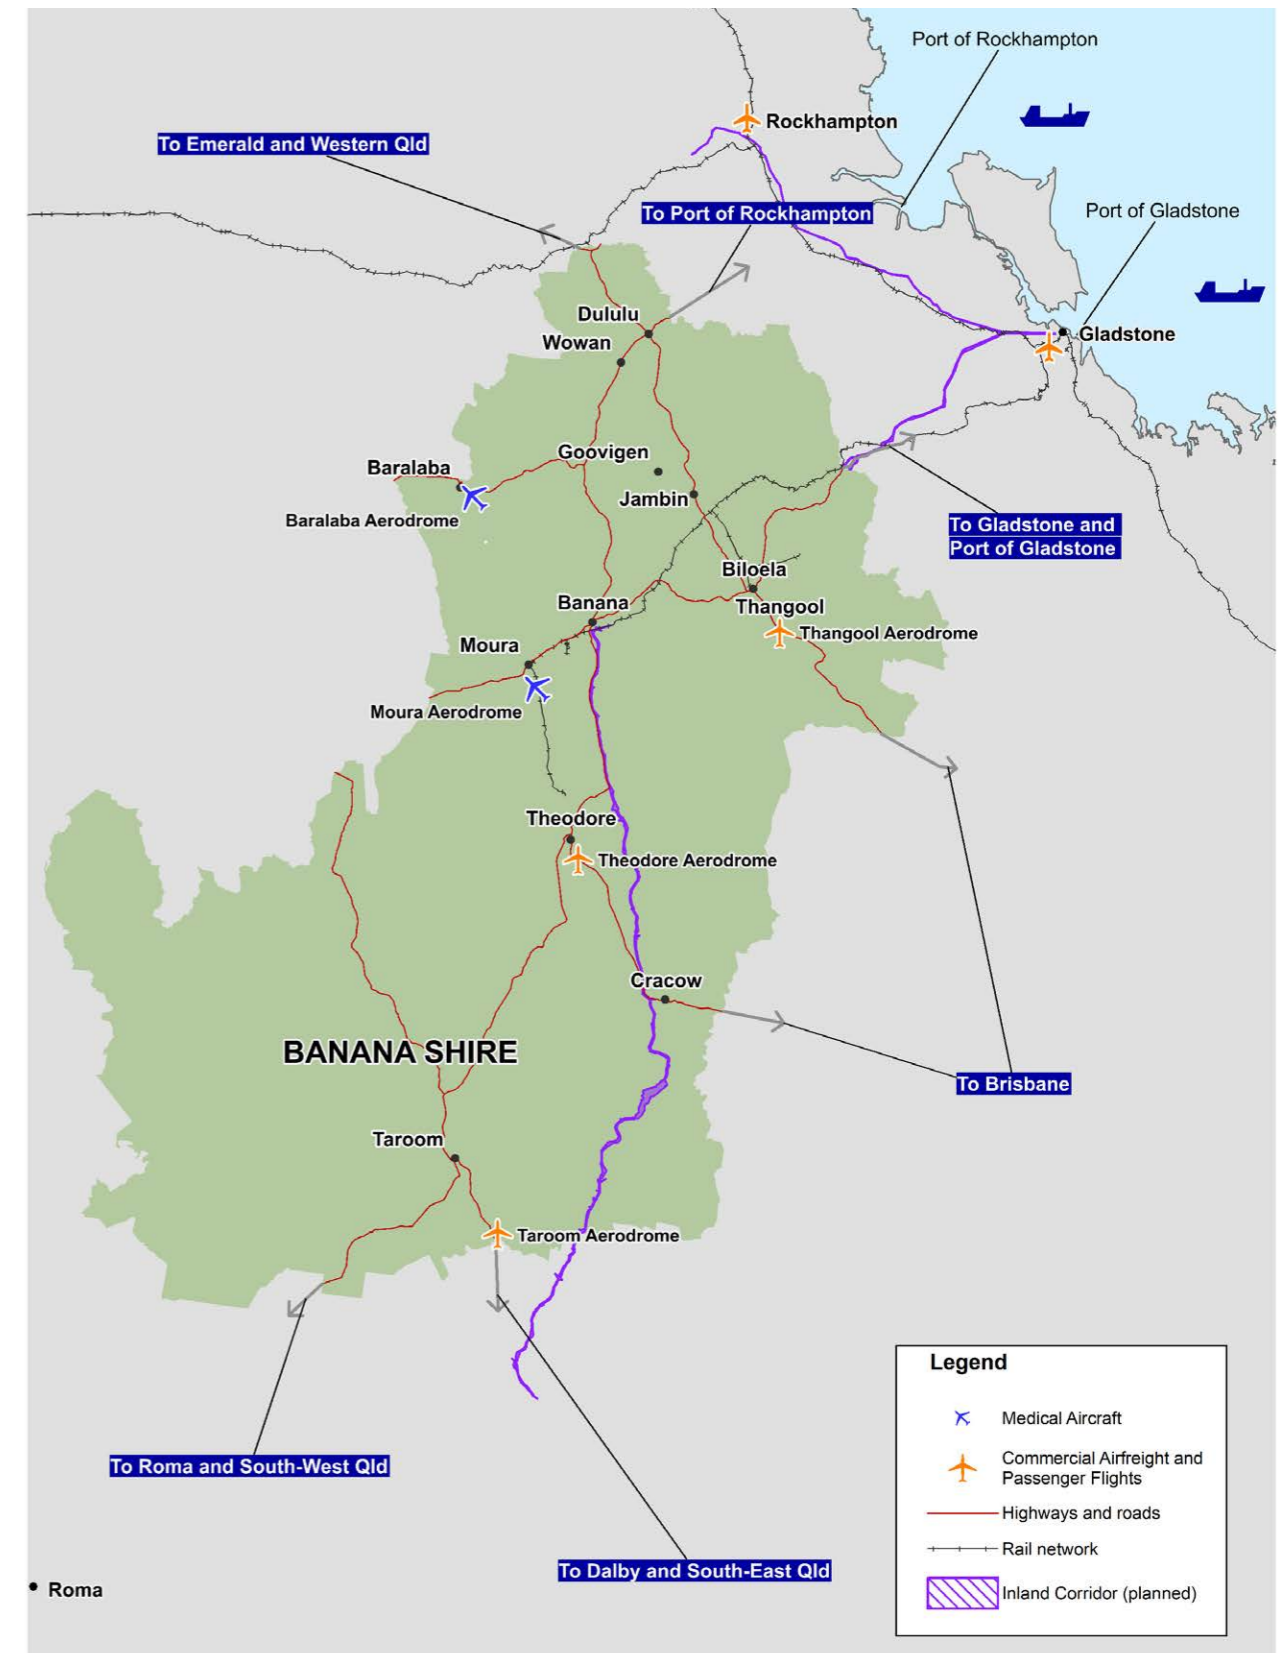 Port of Rockhampton
Rockhampton
To Emerald and Western Qld
To Port of Rockhampton
Port of Gladstone
Dululu
Wowan
Gladstone
Goovigen
Baralaba
Jambin
Baralaba Aerodrome
To Gladstone and
Port of Gladstone
Biloela
Banana
Thangool
Thangool Aerodrome
Moura
Moura Aerodrome
Theodore
Theodore Aerodrome
Cracow
BANANA SHIRE
To Brisbane
Taroom
Taroom Aerodrome
Legend
Medical Aircraft
Commercial Airfreight and
Passenger Flights
Highways and roads
Rail network
Inland Corridor (planned)
To Roma and South-West Qld
To Dalby and South-East Qld
Roma